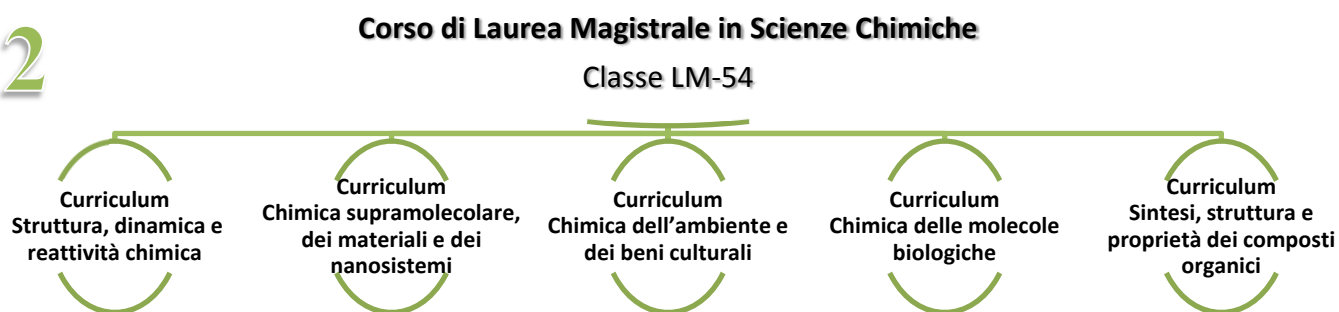 2
Corso di Laurea Magistrale in Scienze Chimiche
Classe LM-54
Curriculum
Struttura, dinamica e
reattività chimica
Curriculum
Chimica supramolecolare,
dei materiali e dei
nanosistemi
Curriculum
Chimica dell’ambiente e
dei beni culturali
Curriculum
Chimica delle molecole
biologiche
Curriculum
Sintesi, struttura e
proprietà dei composti
organici